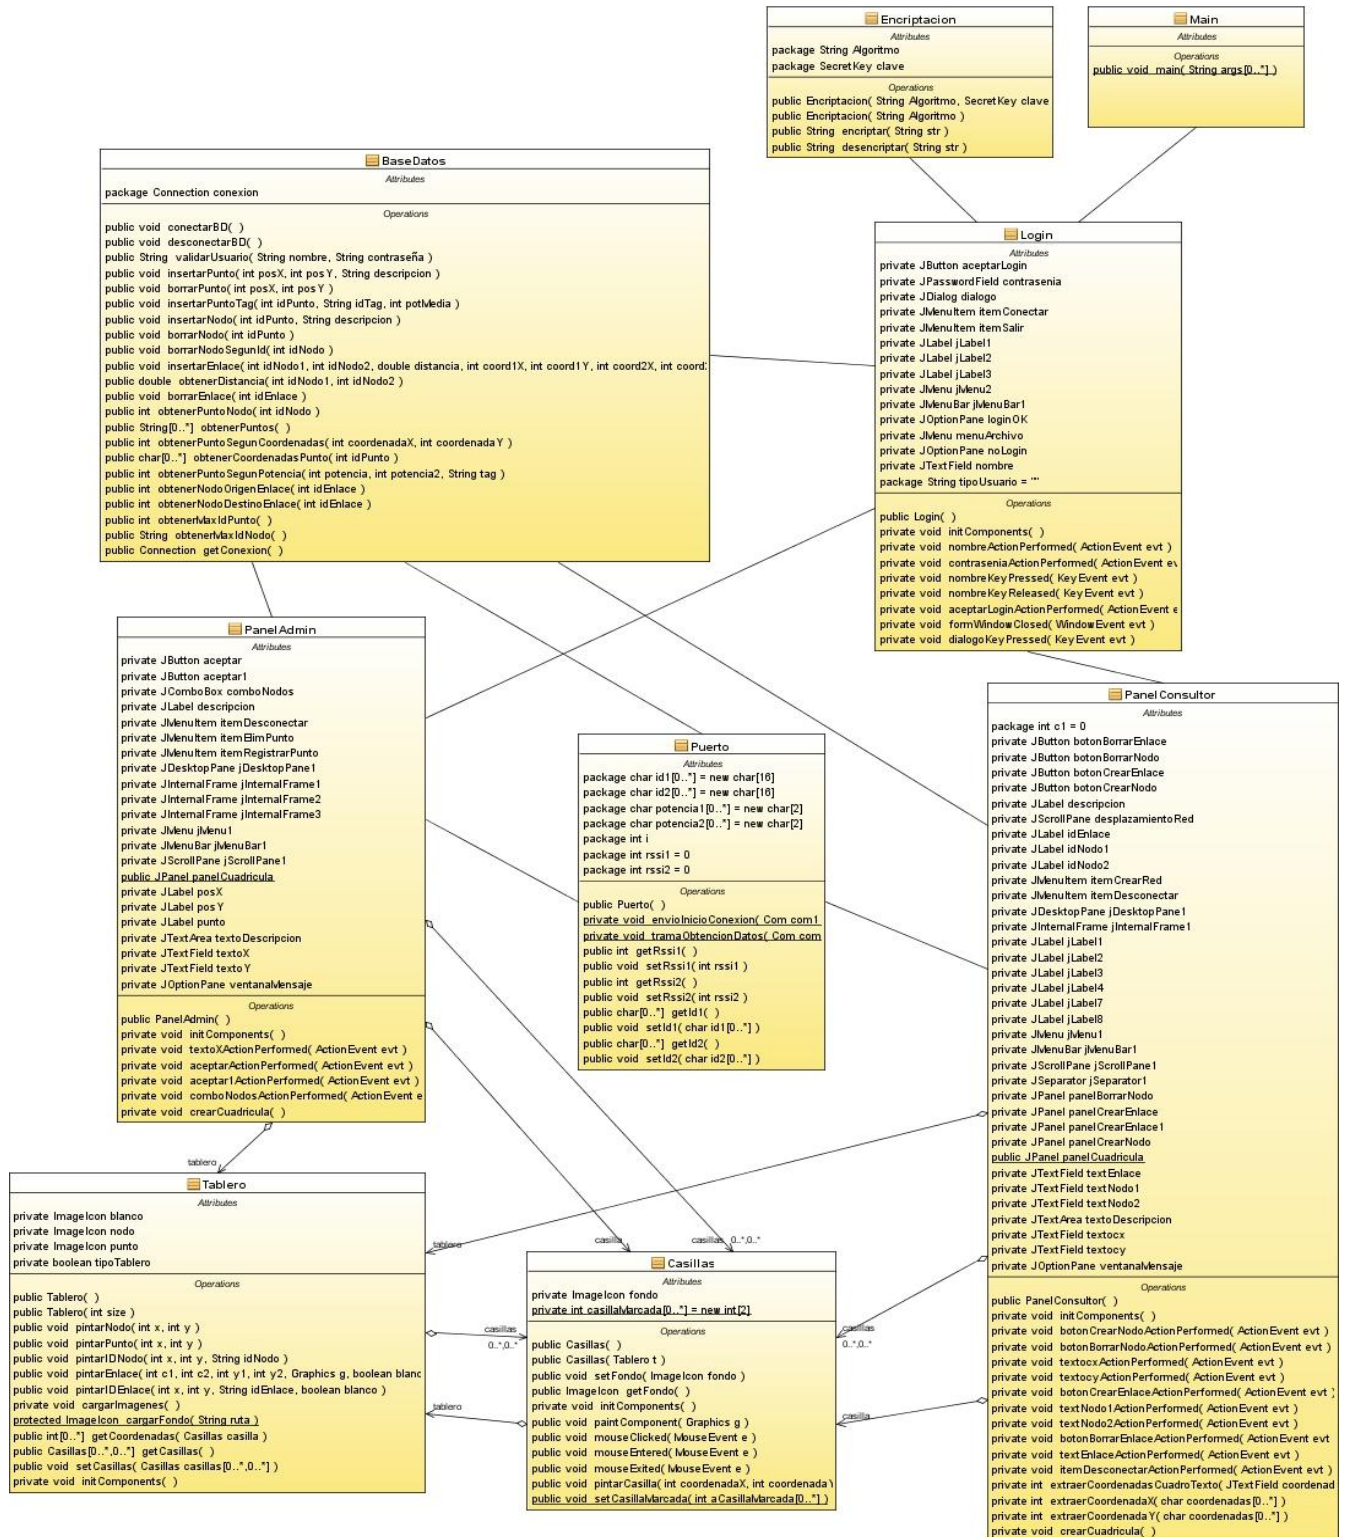 Encriptacion
Attributes
package String Algoritmo
package SecretKey clave
Operations
public Encriptacion( String Algoritmo, SecretKey clave
public Encriptacion( String Algoritmo )
public String encriptar( String str )
public String desencriptar( String str )
Main
Attributes
Operations
public void main( String args[0..*] )
BaseDatos
Attributes
package Connection conexion
Operations
public void conectarBD( )
public void desconectarBD( )
public String validarUsuario( String nombre, String contraseña )
public void insertarPunto( int posX, int posY, String descripcion )
public void borrarPunto( int posX, int posY )
public void insertarPuntoTag( int idPunto, String idTag, int potMedia )
public void insertarNodo( int idPunto, String descripcion )
public void borrarNodo( int idPunto )
public void borrarNodoSegunId( int idNodo )
public void insertarEnlace( int idNodo1, int idNodo2, double distancia, int coord1X, int coord1Y, int coord2X, int coord:
public double obtenerDistancia( int idNodo1, int idNodo2 )
public void borrarEnlace( int idEnlace )
public int obtenerPuntoNodo( int idNodo )
public String[0..*] obtenerPuntos( )
public int obtenerPuntoSegunCoordenadas( int coordenadaX, int coordenadaY )
public char[0..*] obtenerCoordenadasPunto( int idPunto )
public int obtenerPuntoSegunPotencia( int potencia, int potencia2, String tag )
public int obtenerNodoOrigenEnlace( int idEnlace )
public int obtenerNodoDestinoEnlace( int idEnlace )
public int obtenerMaxIdPunto( )
public String obtenerMaxIdNodo( )
public Connection getConexion( )
Login
Attributes
private JButton aceptarLogin
private JPasswordField contrasenia
private JDialog dialogo
private JMenuItem itemConectar
private JMenuItem itemSalir
private JLabel jLabel1
private JLabel jLabel2
private JLabel jLabel3
private JMenu jMenu2
private JMenuBar jMenuBar1
private JOptionPane loginOK
private JMenu menuArchivo
private JOptionPane noLogin
private JTextField nombre
package String tipoUsuario = ""
Operations
public Login( )
private void initComponents( )
private void nombreActionPerformed( ActionEvent evt )
private void contraseniaActionPerformed( ActionEvent ev
private void nombreKeyPressed( KeyEvent evt )
private void nombreKeyReleased( KeyEvent evt )
private void aceptarLoginActionPerformed( ActionEvent e
private void formWindowClosed( WindowEvent evt )
private void dialogoKeyPressed( KeyEvent evt )
PanelAdmin
Attributes
private JButton aceptar
private JButton aceptar1
private JComboBox comboNodos
private JLabel descripcion
private JMenuItem itemDesconectar
private JMenuItem itemElimPunto
private JMenuItem itemRegistrarPunto
private JDesktopPane jDesktopPane1
private JInternalFrame jInternalFrame1
private JInternalFrame jInternalFrame2
private JInternalFrame jInternalFrame3
private JMenu jMenu1
private JMenuBar jMenuBar1
private JScrollPane jScrollPane1
public JPanel panelCuadricula
private JLabel posX
private JLabel posY
private JLabel punto
private JTextArea textoDescripcion
private JTextField textoX
private JTextField textoY
private JOptionPane ventanaMensaje
Operations
public PanelAdmin( )
private void initComponents( )
private void textoXActionPerformed( ActionEvent evt )
private void aceptarActionPerformed( ActionEvent evt )
private void aceptar1ActionPerformed( ActionEvent evt )
private void comboNodosActionPerformed( ActionEvent e
private void crearCuadricula( )
Puerto
Attributes
package char id1[0..*] = new char[16]
package char id2[0..*] = new char[16]
package char potencia1[0..*] = new char[2]
package char potencia2[0..*] = new char[2]
package int i
package int rssi1 = 0
package int rssi2 = 0
Operations
public Puerto( )
private void envioInicioConexion( Com com1
private void tramaObtencionDatos( Com com
public int getRssi1( )
public void setRssi1( int rssi1 )
public int getRssi2( )
public void setRssi2( int rssi2 )
public char[0..*] getId1( )
public void setId1( char id1[0..*] )
public char[0..*] getId2( )
public void setId2( char id2[0..*] )
PanelConsultor
Attributes
package int c1 = 0
private JButton botonBorrarEnlace
private JButton botonBorrarNodo
private JButton botonCrearEnlace
private JButton botonCrearNodo
private JLabel descripcion
private JScrollPane desplazamientoRed
private JLabel idEnlace
private JLabel idNodo1
private JLabel idNodo2
private JMenuItem itemCrearRed
private JMenuItem itemDesconectar
private JDesktopPane jDesktopPane1
private JInternalFrame jInternalFrame1
private JLabel jLabel1
private JLabel jLabel2
private JLabel jLabel3
private JLabel jLabel4
private JLabel jLabel7
private JLabel jLabel8
private JMenu jMenu1
private JMenuBar jMenuBar1
private JScrollPane jScrollPane1
private JSeparator jSeparator1
private JPanel panelBorrarNodo
private JPanel panelCrearEnlace
private JPanel panelCrearEnlace1
private JPanel panelCrearNodo
public JPanel panelCuadricula
private JTextField textEnlace
private JTextField textNodo1
private JTextField textNodo2
private JTextArea textoDescripcion
private JTextField textocx
private JTextField textocy
private JOptionPane ventanaMensaje
Operations
public PanelConsultor( )
private void initComponents( )
private void botonCrearNodoActionPerformed( ActionEvent evt )
private void botonBorrarNodoActionPerformed( ActionEvent evt )
private void textocxActionPerformed( ActionEvent evt )
private void textocyActionPerformed( ActionEvent evt )
private void botonCrearEnlaceActionPerformed( ActionEvent evt )
private void textNodo1ActionPerformed( ActionEvent evt )
private void textNodo2ActionPerformed( ActionEvent evt )
private void botonBorrarEnlaceActionPerformed( ActionEvent evt
private void textEnlaceActionPerformed( ActionEvent evt )
private void itemDesconectarActionPerformed( ActionEvent evt )
private int extraerCoordenadasCuadroTexto( JTextField coordenad
private int extraerCoordenadaX( char coordenadas[0..*] )
private int extraerCoordenadaY( char coordenadas[0..*] )
private void crearCuadricula( )
tablero
Tablero
Attributes
private ImageIcon blanco
private ImageIcon nodo
private ImageIcon punto
private boolean tipoTablero
Operations
public Tablero( )
public Tablero( int size )
public void pintarNodo( int x, int y )
public void pintarPunto( int x, int y )
public void pintarIDNodo( int x, int y, String idNodo )
public void pintarEnlace( int c1, int c2, int y1, int y2, Graphics g, boolean blanc
public void pintarIDEnlace( int x, int y, String idEnlace, boolean blanco )
private void cargarImagenes( )
protected ImageIcon cargarFondo( String ruta )
public int[0..*] getCoordenadas( Casillas casilla )
public Casillas[0..*,0..*] getCasillas( )
public void setCasillas( Casillas casillas[0..*,0..*] )
private void initComponents( )
tablero
casilla
casillas 0..*,0..*
casillas
0..*,0..*
tablero
Casillas
Attributes
private ImageIcon fondo
private int casillaMarcada[0..*] = new int[2]
Operations
public Casillas( )
public Casillas( Tablero t )
public void setFondo( ImageIcon fondo )
public ImageIcon getFondo( )
private void initComponents( )
public void paintComponent( Graphics g )
public void mouseClicked( MouseEvent e )
public void mouseEntered( MouseEvent e )
public void mouseExited( MouseEvent e )
public void pintarCasilla( int coordenadaX, int coordenadaY
public void setCasillaMarcada( int aCasillaMarcada[0..*] )
casillas
0..*,0..*
casilla